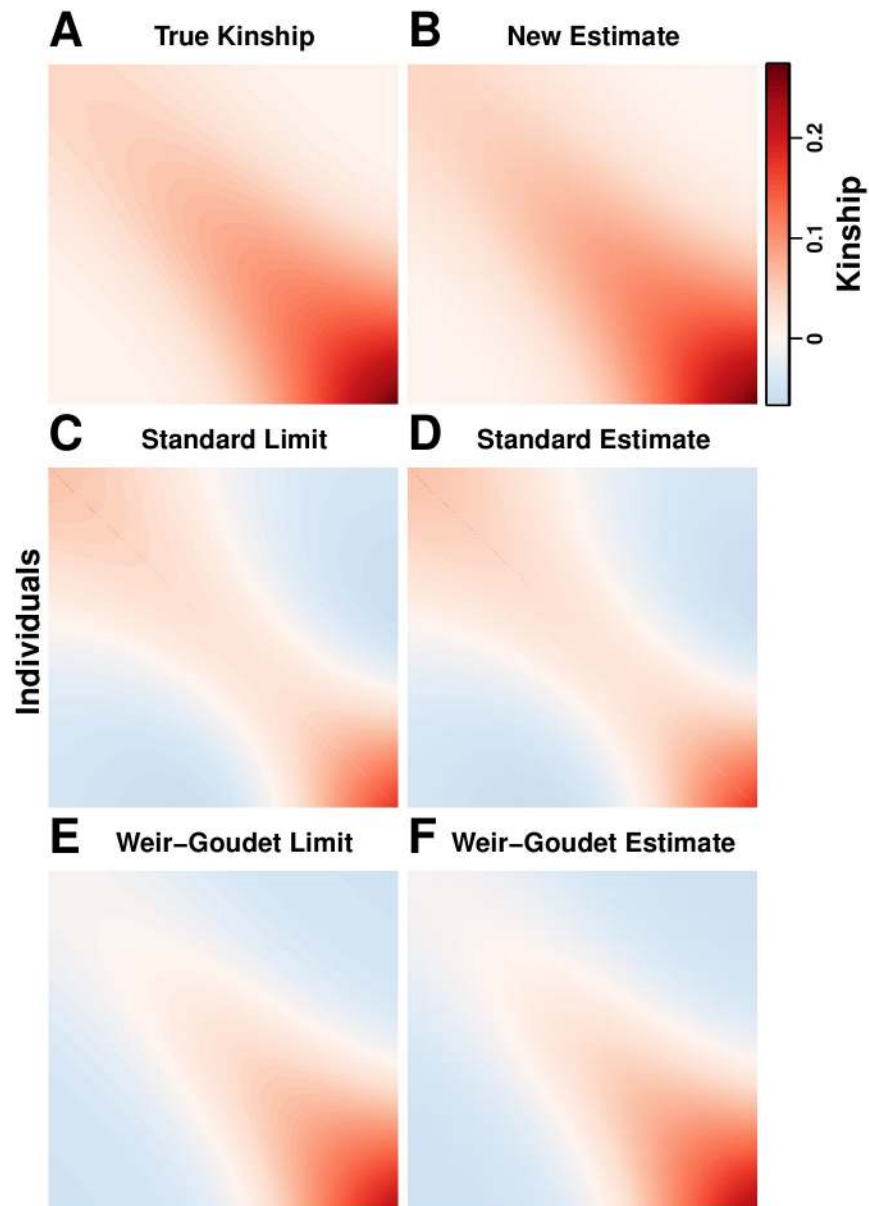 A True Kinship
B New Estimate
0.2
0.1
0
Kinship
C Standard Limit
D Standard Estimate
Individuals
E Weir−Goudet Limit
F Weir−Goudet Estimate